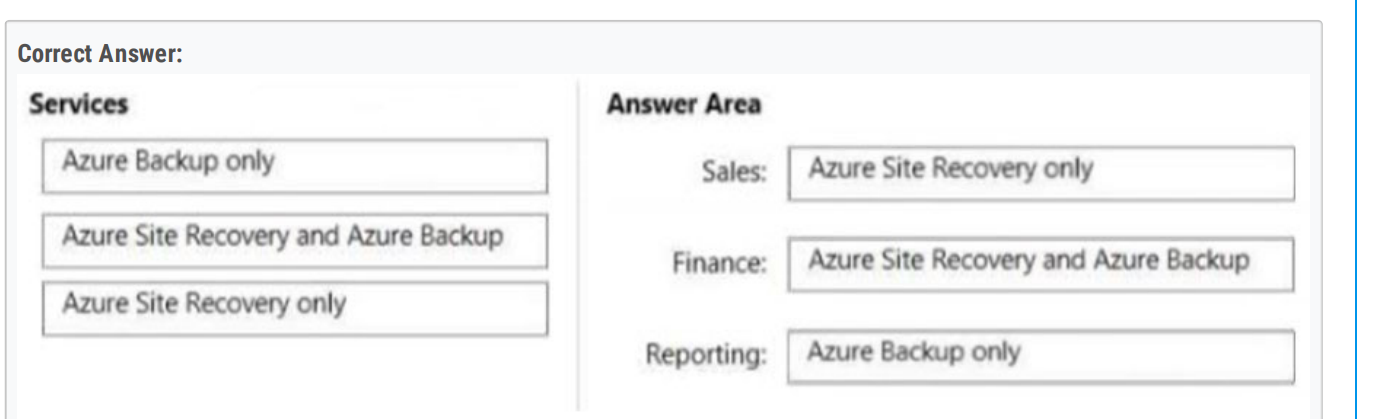 Correct Answer:
Services
Azure Backup only
Azure Site Recovery and Azure Backup
Azure Site Recovery only
Answer Area
Sales: Azure Site Recovery only
Finance: Azure Site Recovery and Azure Backup
Reporting: Azure Backup only